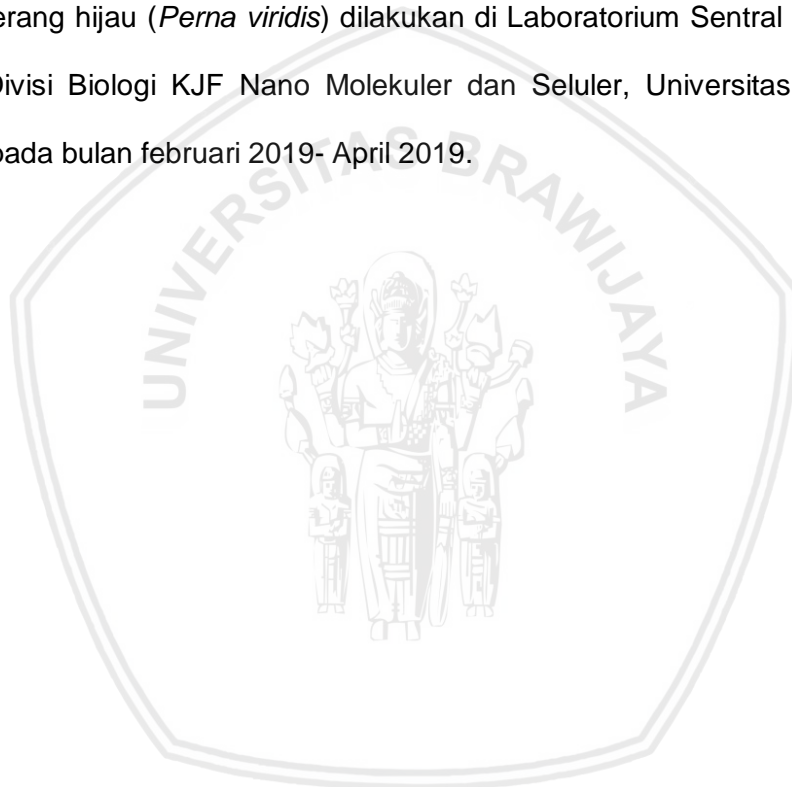 erang hijau (Perna viridis) dilakukan di Laboratorium Sentral
Divisi Biologi KJF Nano Molekuler dan Seluler, Universitas
pada bulan februari 2019- April 2019.
UNIVERSITAS BRAWIJAYA